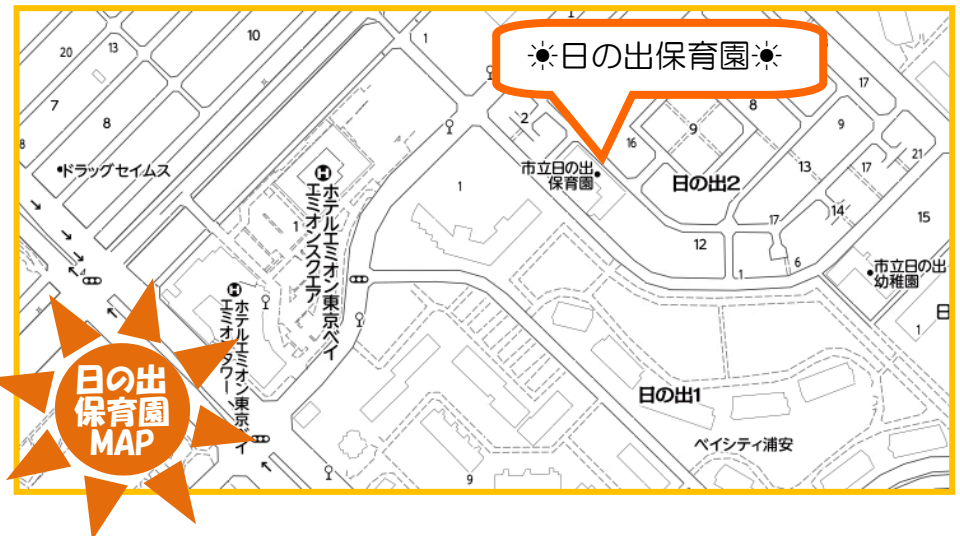 ☀日の出保育園☀
20
13
10
1
7
8
8
・ドラッグセイムス
ホテルエミオン東京ベイ
エミオンスクエア
1
1
2
市立日の出
保育園
16
9
8
17
9
13
17
21
日の出2
17
14
15
12
1
6
市立日の出
幼稚園
1
日
ホテルエミオン東京ベイ
エミオンタワー
日の出1
ベイシティ浦安
9
日の出
保育園
MAP